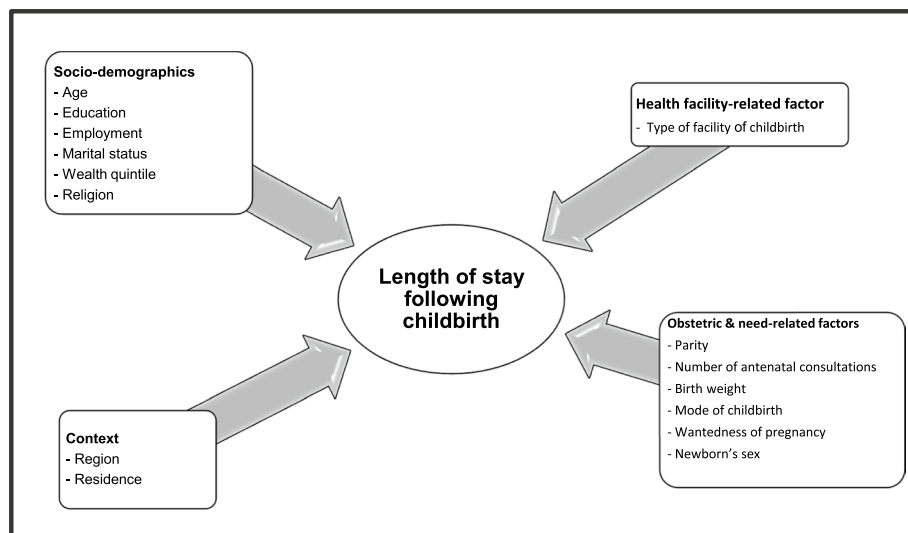 Socio-demographics
- Age
- Education
- Employment
- Marital status
- Wealth quintile
- Religion
Health facility-related factor
- Type of facility of childbirth
Length of stay
following
childbirth
Context
- Region
- Residence
Obstetric & need-related factors
- Parity
- Number of antenatal consultations
- Birth weight
- Mode of childbirth
- Wantedness of pregnancy
- Newborn's sex